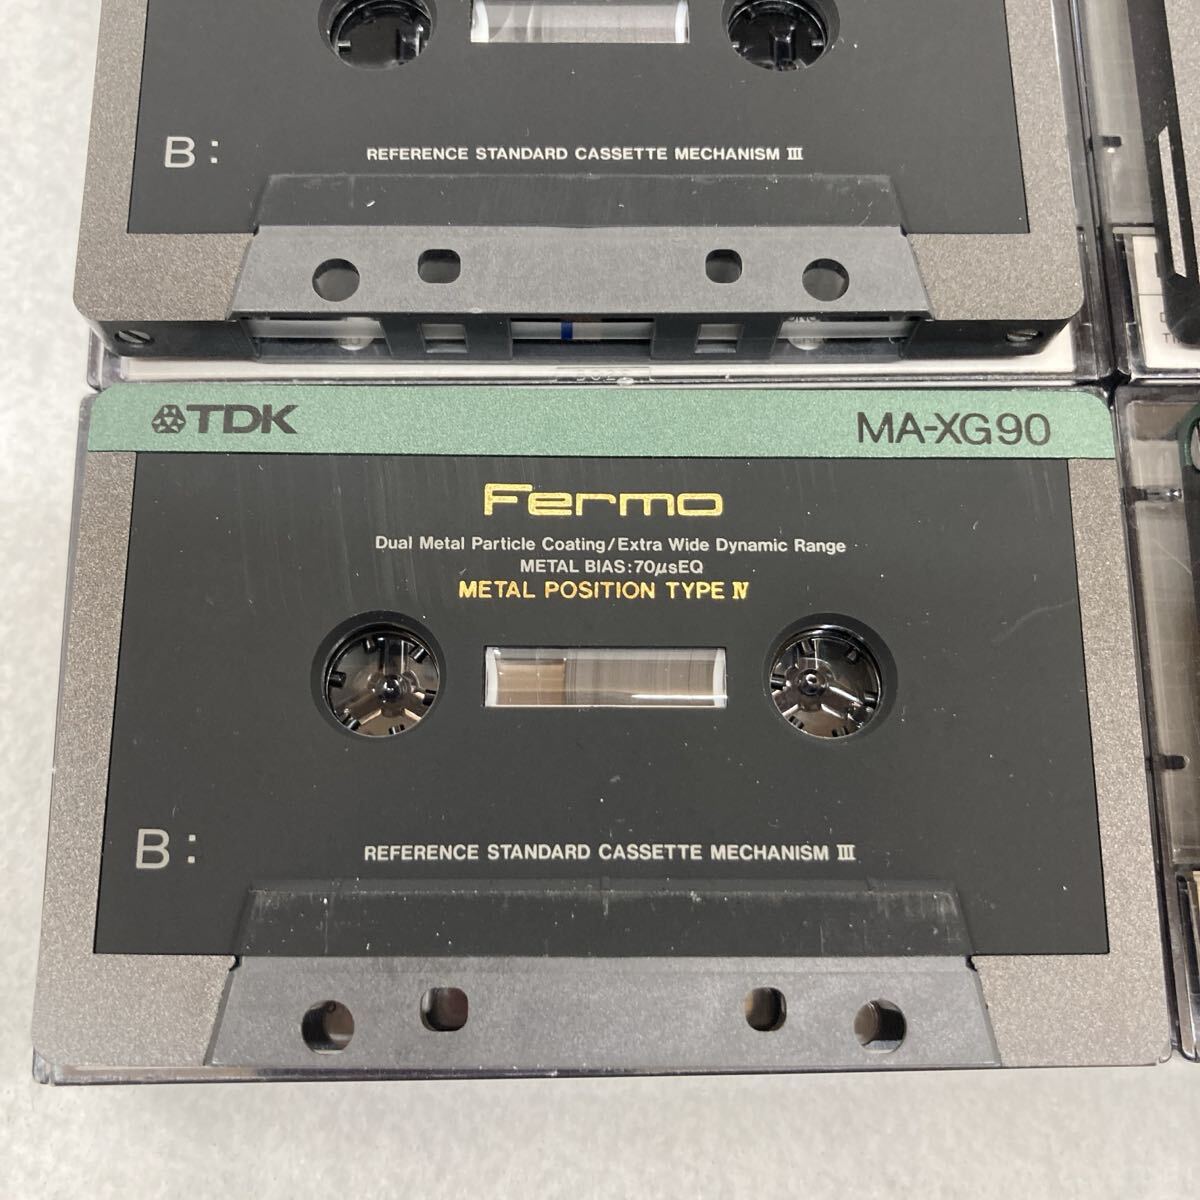 B:
REFERENCE STANDARD CASSETTE MECHANISM III
TDK
MA-XG90
Fermo
Dual Metal Particle Coating/Extra Wide Dynamic Range
METAL BIAS:70μsEQ
METAL POSITION TYPE IV
B:
REFERENCE STANDARD CASSETTE MECHANISM III